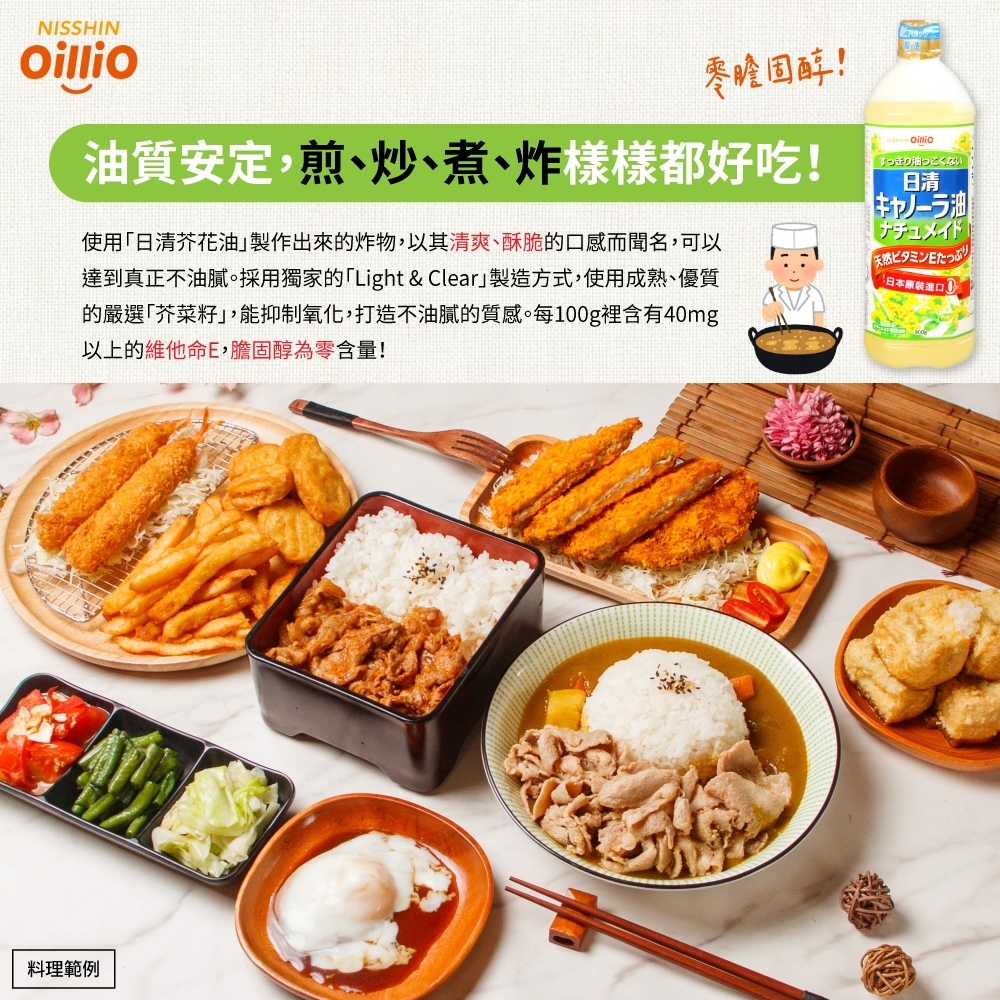 NISSHIN
OilliO
零膽固醇!
油質安定,煎、炒、煮、炸樣樣都好吃!
使用「日清芥花油」製作出來的炸物,以其清爽、酥脆的口感而聞名,可以
達到真正不油膩。採用獨家的「Light & Clear」製造方式,使用成熟、優質
的嚴選「芥菜籽」,能抑制氧化,打造不油膩的質感。每100g裡含有40mg
以上的維他命E,膽固醇為零含量!
NISSHIN OilliO
すっきり油っこくない
日清
キャノーラ油
ナチュメイド
天然ビタミンEたっぷり
日本原裝進口
900g
料理範例